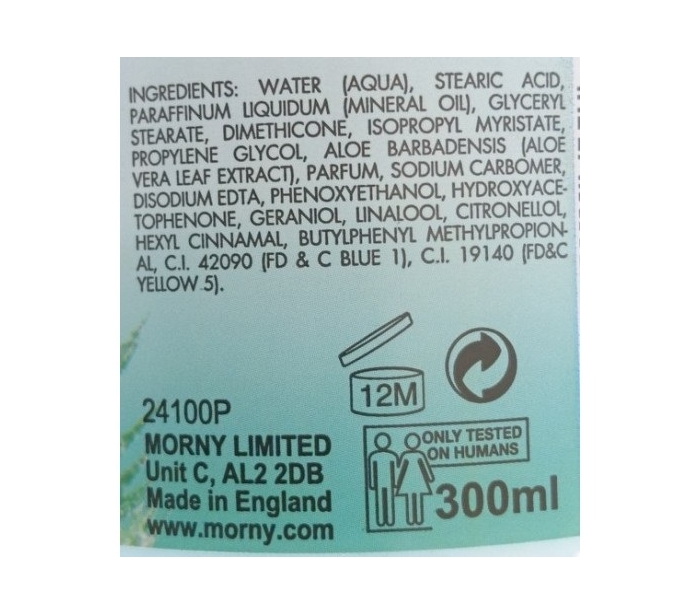 INGREDIENTS: WATER (AQUA), STEARIC ACID,
PARAFFINUM LIQUIDUM (MINERAL OIL), GLYCERYL
STEARATE, DIMETHICONE, ISOPROPYL MYRISTATE,
PROPYLENE GLYCOL, ALOE BARBADENSIS (ALOE
VERA LEAF EXTRACT), PARFUM, SODIUM CARBOMER,
DISODIUM EDTA, PHENOXYETHANOL, HYDROXYACE-
TOPHENONE, GERANIOL, LINALOOL, CITRONELLOL,
HEXYL CINNAMAL, BUTYLPHENYL METHYLPROPION-
AL, C.I. 42090 (FD & C BLUE 1), C.I. 19140 (FD&C
YELLOW 5).
12M
24100P
MORNY LIMITED
Unit C, AL2 2DB
Made in England
www.morny.com
ONLY TESTED
ON HUMANS
300ml